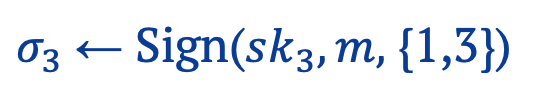 σ₃ ← Sign(sk₃, m, {1,3})